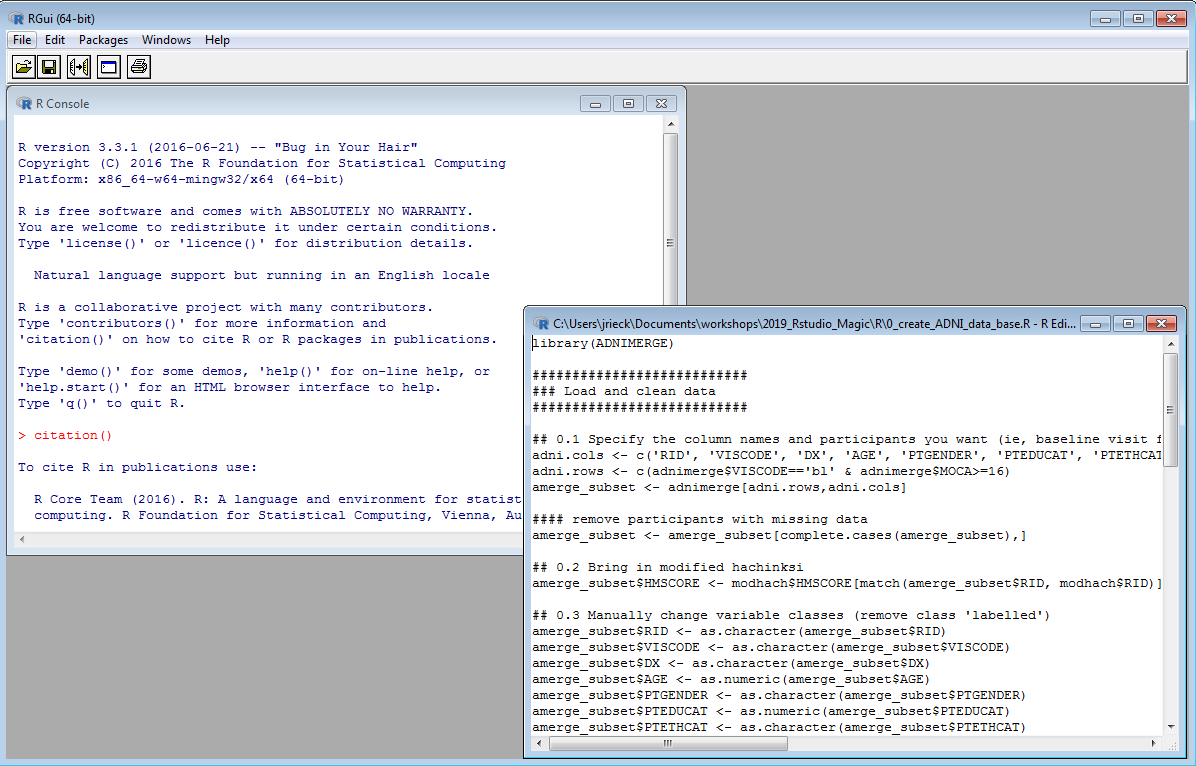 RGui (64-bit)
File Edit Packages Windows Help
R Console
R version 3.3.1 (2016-06-21) -- "Bug in Your Hair"
Copyright (C) 2016 The R Foundation for Statistical Computing
Platform: x86_64-w64-mingw32/x64 (64-bit)
R is free software and comes with ABSOLUTELY NO WARRANTY.
You are welcome to redistribute it under certain conditions.
Type 'license()' or 'licence()' for distribution details.
Natural language support but running in an English locale
R is a collaborative project with many contributors.
Type 'contributors()' for more information and
'citation()' on how to cite R or R packages in publications.
Type 'demo()' for some demos, 'help()' for on-line help, or
'help.start()' for an HTML browser interface to help.
Type 'q()' to quit R.
> citation()
To cite R in publications use:
R Core Team (2016). R: A language and environment for statist
computing. R Foundation for Statistical Computing, Vienna, Au
C:\Users\jrieck\Documents\workshops\2019_Rstudio_Magic\R\0_create_ADNI_data_base.R - R Edi...
library(ADNIMERGE)
###########################
### Load and clean data
###########################
## 0.1 Specify the column names and participants you want (ie, baseline visit f
adni.cols <- c('RID', 'VISCODE', 'DX', 'AGE', 'PTGENDER', 'PTEDUCAT', 'PTETHCAT
adni.rows <- c(adnimerge$VISCODE=='bl' & adnimerge$MOCA>=16)
amerge_subset <- adnimerge[adni.rows,adni.cols]
#### remove participants with missing data
amerge_subset <- amerge_subset[complete.cases(amerge_subset),]
## 0.2 Bring in modified hachinksi
amerge_subset$HMSCORE <- modhach$HMSCORE[match(amerge_subset$RID, modhach$RID)]
## 0.3 Manually change variable classes (remove class 'labelled')
amerge_subset$RID <- as.character(amerge_subset$RID)
amerge_subset$VISCODE <- as.character(amerge_subset$VISCODE)
amerge_subset$DX <- as.character(amerge_subset$DX)
amerge_subset$AGE <- as.numeric(amerge_subset$AGE)
amerge_subset$PTGENDER <- as.character(amerge_subset$PTGENDER)
amerge_subset$PTEDUCAT <- as.numeric(amerge_subset$PTEDUCAT)
amerge_subset$PTETHCAT <- as.character(amerge_subset$PTETHCAT)